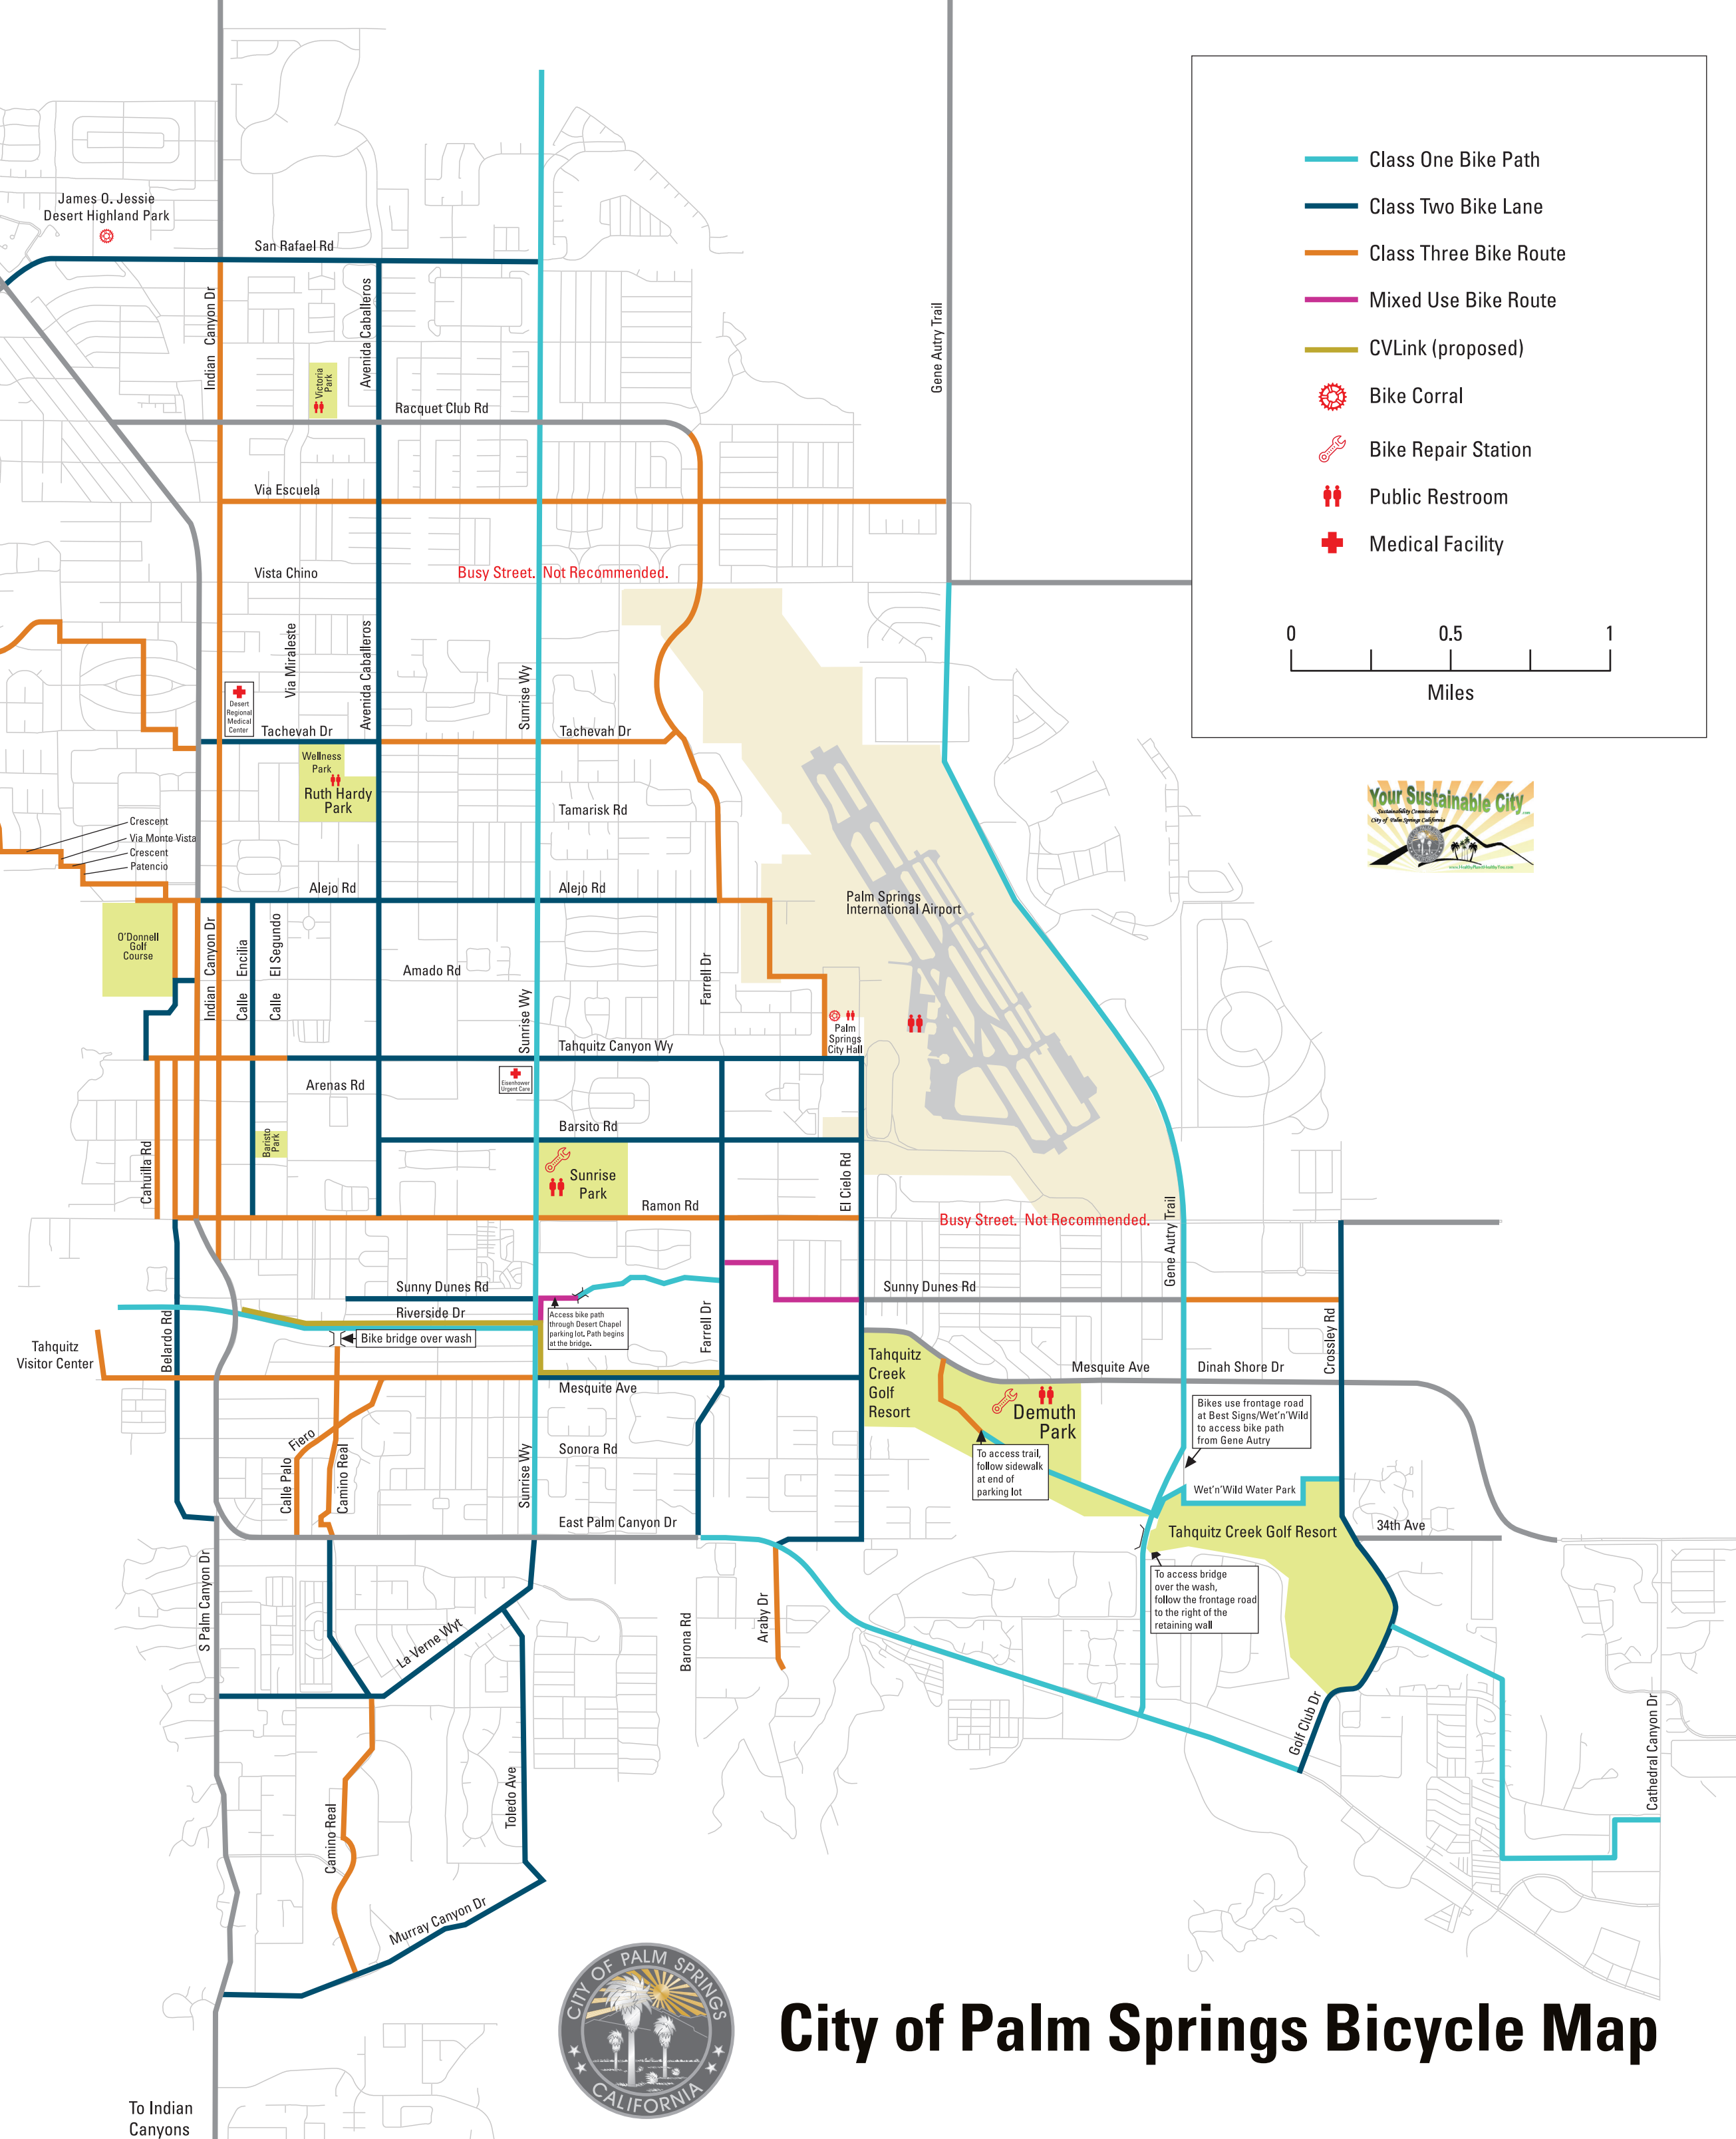 James O. Jessie
Desert Highland Park
San Rafael Rd
Indian Canyon Dr
Avenida Caballeros
Gene Autry Trail
Victoria
Park
Racquet Club Rd
Via Escuela
Vista Chino
Busy Street. Not Recommended.
Via Miraleste
Avenida Caballeros
Sunrise Wy
Desert
Regional
Medical
Center
Tachevah Dr
Tachevah Dr
Wellness
Park
Ruth Hardy
Park
Tamarisk Rd
Crescent
Via Monte Vista
Crescent
Patencio
Alejo Rd
Alejo Rd
Palm Springs
International Airport
O'Donnell
Golf
Course
Indian Canyon Dr
Calle Encilia
Calle El Segundo
Amado Rd
Sunrise Wy
Farrell Dr
Palm
Springs
City Hall
Tahquitz Canyon Wy
Eisenhower
Urgent Care
Arenas Rd
Barsito Rd
Baristo
Park
Cahuilla Rd
Sunrise
Park
El Cielo Rd
Ramon Rd
Busy Street. Not Recommended.
Gene Autry Trail
Sunny Dunes Rd
Sunny Dunes Rd
Riverside Dr
Access bike path
through Desert Chapel
parking lot. Path begins
at the bridge.
Bike bridge over wash
Farrell Dr
Belardo Rd
Crossley Rd
Tahquitz
Visitor Center
Tahquitz
Creek
Golf
Resort
Mesquite Ave
Dinah Shore Dr
Mesquite Ave
Demuth
Park
Bikes use frontage road
at Best Signs/Wet'n'Wild
to access bike path
from Gene Autry
Fiero
Calle Palo
Camino Real
Sunrise Wy
Sonora Rd
To access trail,
follow sidewalk
at end of
parking lot
Wet'n'Wild Water Park
East Palm Canyon Dr
Tahquitz Creek Golf Resort
34th Ave
S Palm Canyon Dr
La Verne Wyt
Barona Rd
Araby Dr
To access bridge
over the wash,
follow the frontage road
to the right of the
retaining wall
Golf Club Dr
Cathedral Canyon Dr
Toledo Ave
Camino Real
Murray Canyon Dr
To Indian
Canyons
Class One Bike Path
Class Two Bike Lane
Class Three Bike Route
Mixed Use Bike Route
CVLink (proposed)
Bike Corral
Bike Repair Station
Public Restroom
Medical Facility
0 0.5 1
Miles
Your Sustainable City
Sustainability Commission
City of Palm Springs California
CITY OF PALM SPRINGS
CALIFORNIA
City of Palm Springs Bicycle Map